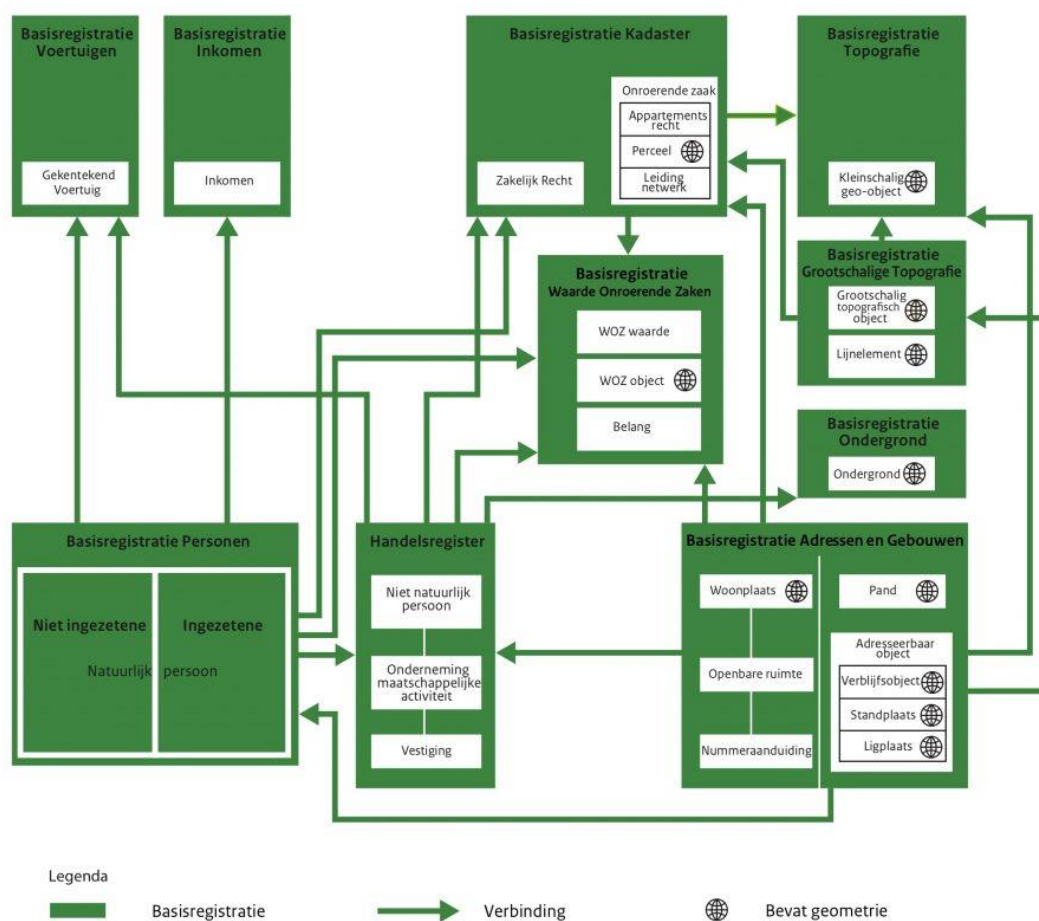 Basisregistratie
Voertuigen
Gekentekend
Voertuig
Basisregistratie
Inkomen
Inkomen
Basisregistratie Kadaster
Onroerende zaak
Appartements
recht
Perceel
Leiding
netwerk
Zakelijk Recht
Basisregistratie
Topografie
Kleinschalig
geo-object
Basisregistratie
Grootschalige Topografie
Grootschalig
topografisch
object
Lijnelement
Basisregistratie
Waarde Onroerende Zaken
WOZ waarde
WOZ object
Belang
Basisregistratie
Ondergrond
Ondergrond
Basisregistratie Personen
Niet ingezetene
Ingezetene
Natuurlijk persoon
Handelsregister
Niet natuurlijk
persoon
Onderneming
maatschappelijke
activiteit
Vestiging
Basisregistratie Adressen en Gebouwen
Woonplaats
Openbare ruimte
Nummeraanduiding
Pand
Adresseerbaar
object
Verblijfsobject
Standplaats
Ligplaats
Legenda
Basisregistratie
Verbinding
Bevat geometrie